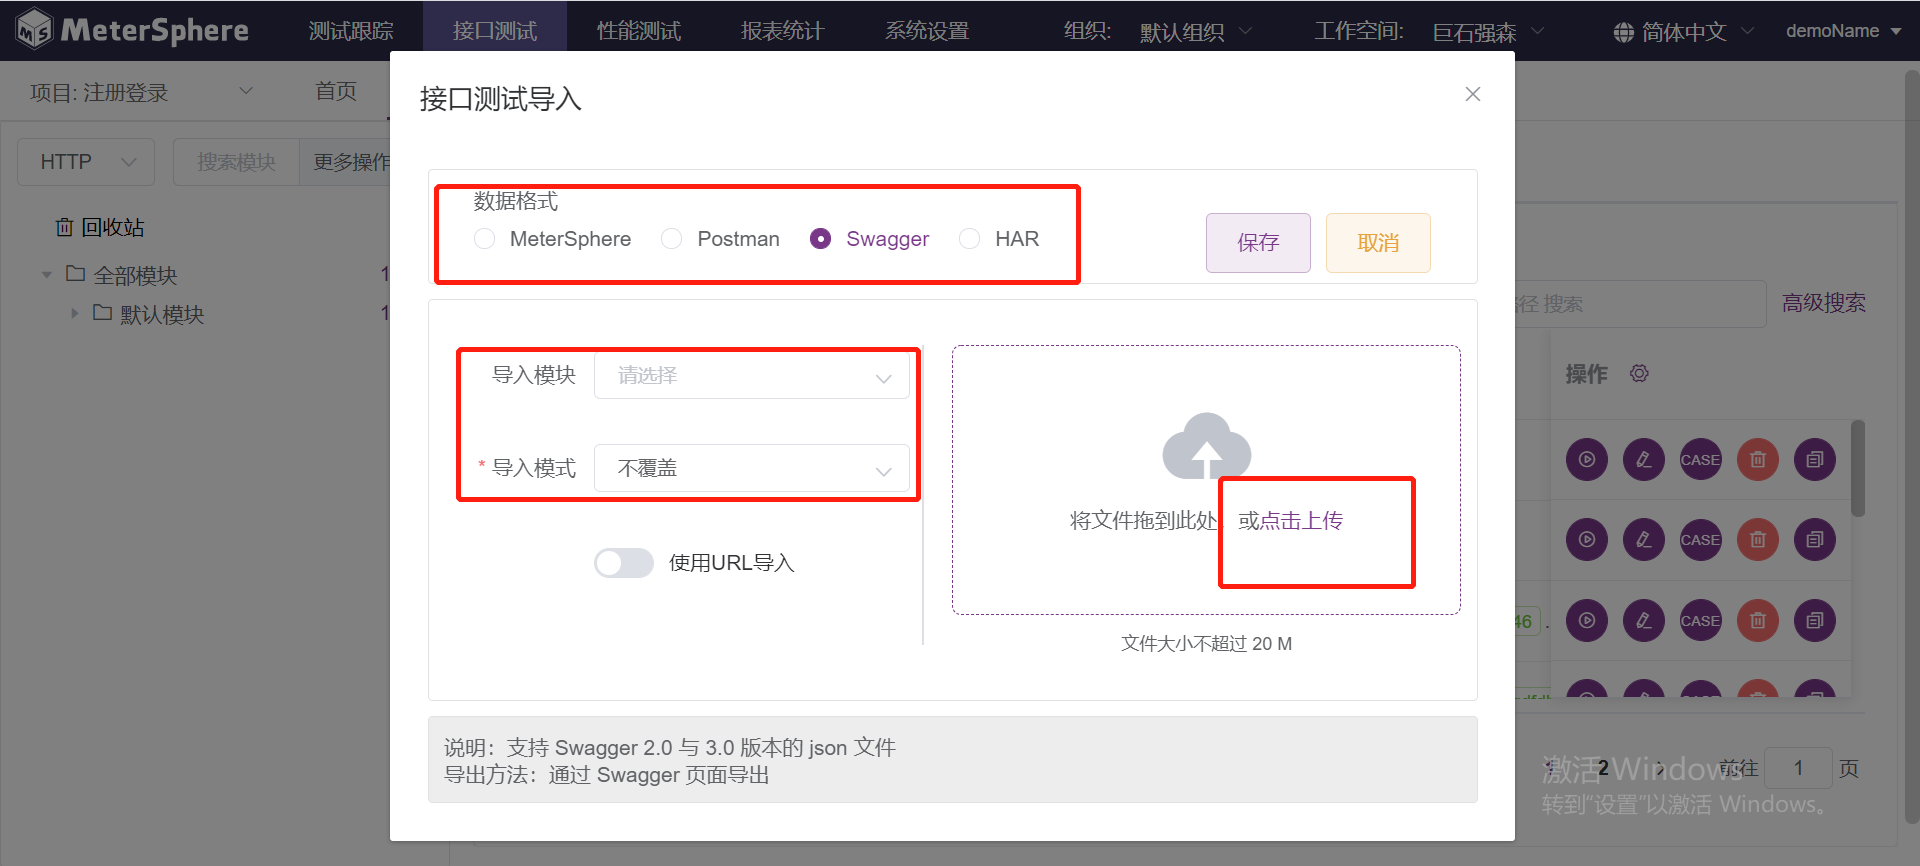 MeterSphere 测试跟踪 接口测试 性能测试 报表统计 系统设置 组织: 默认组织 工作空间: 巨石强森 简体中文 demoName
项目: 注册登录 首页
接口测试导入
HTTP 搜索模块 更多操作
回收站
全部模块 1
默认模块 1
数据格式
MeterSphere Postman Swagger HAR
保存 取消
导入模块 请选择
* 导入模式 不覆盖
使用URL导入
将文件拖到此处 或点击上传
文件大小不超过 20 M
说明：支持 Swagger 2.0 与 3.0 版本的 json 文件
导出方法：通过 Swagger 页面导出
径 搜索 高级搜索
操作
CASE
CASE
46 . CASE
CASE
2 前往 1 页
激活 Windows
转到"设置"以激活 Windows。